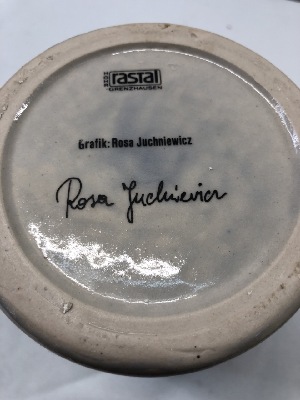 rastal
GRENZHAUSEN
Grafik: Rosa Juchniewicz
Rosa Juchniewicz